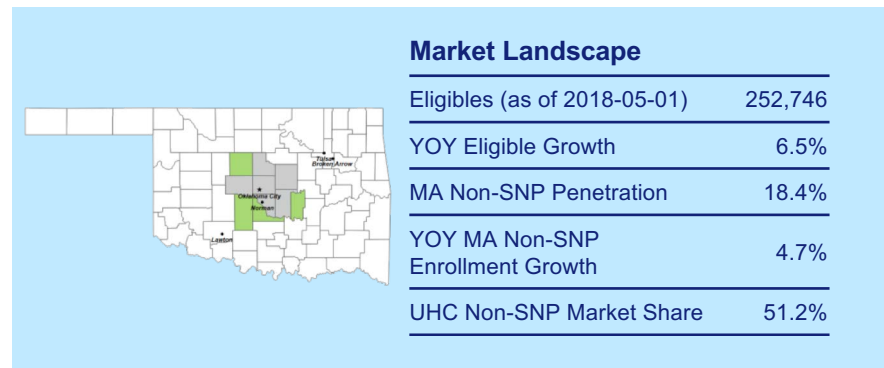 Market Landscape
Eligibles (as of 2018-05-01) 252,746
YOY Eligible Growth 6.5%
MA Non-SNP Penetration 18.4%
YOY MA Non-SNP
Enrollment Growth 4.7%
UHC Non-SNP Market Share 51.2%
Tulsa
Broken Arrow
Oklahoma City
Norman
Lawton